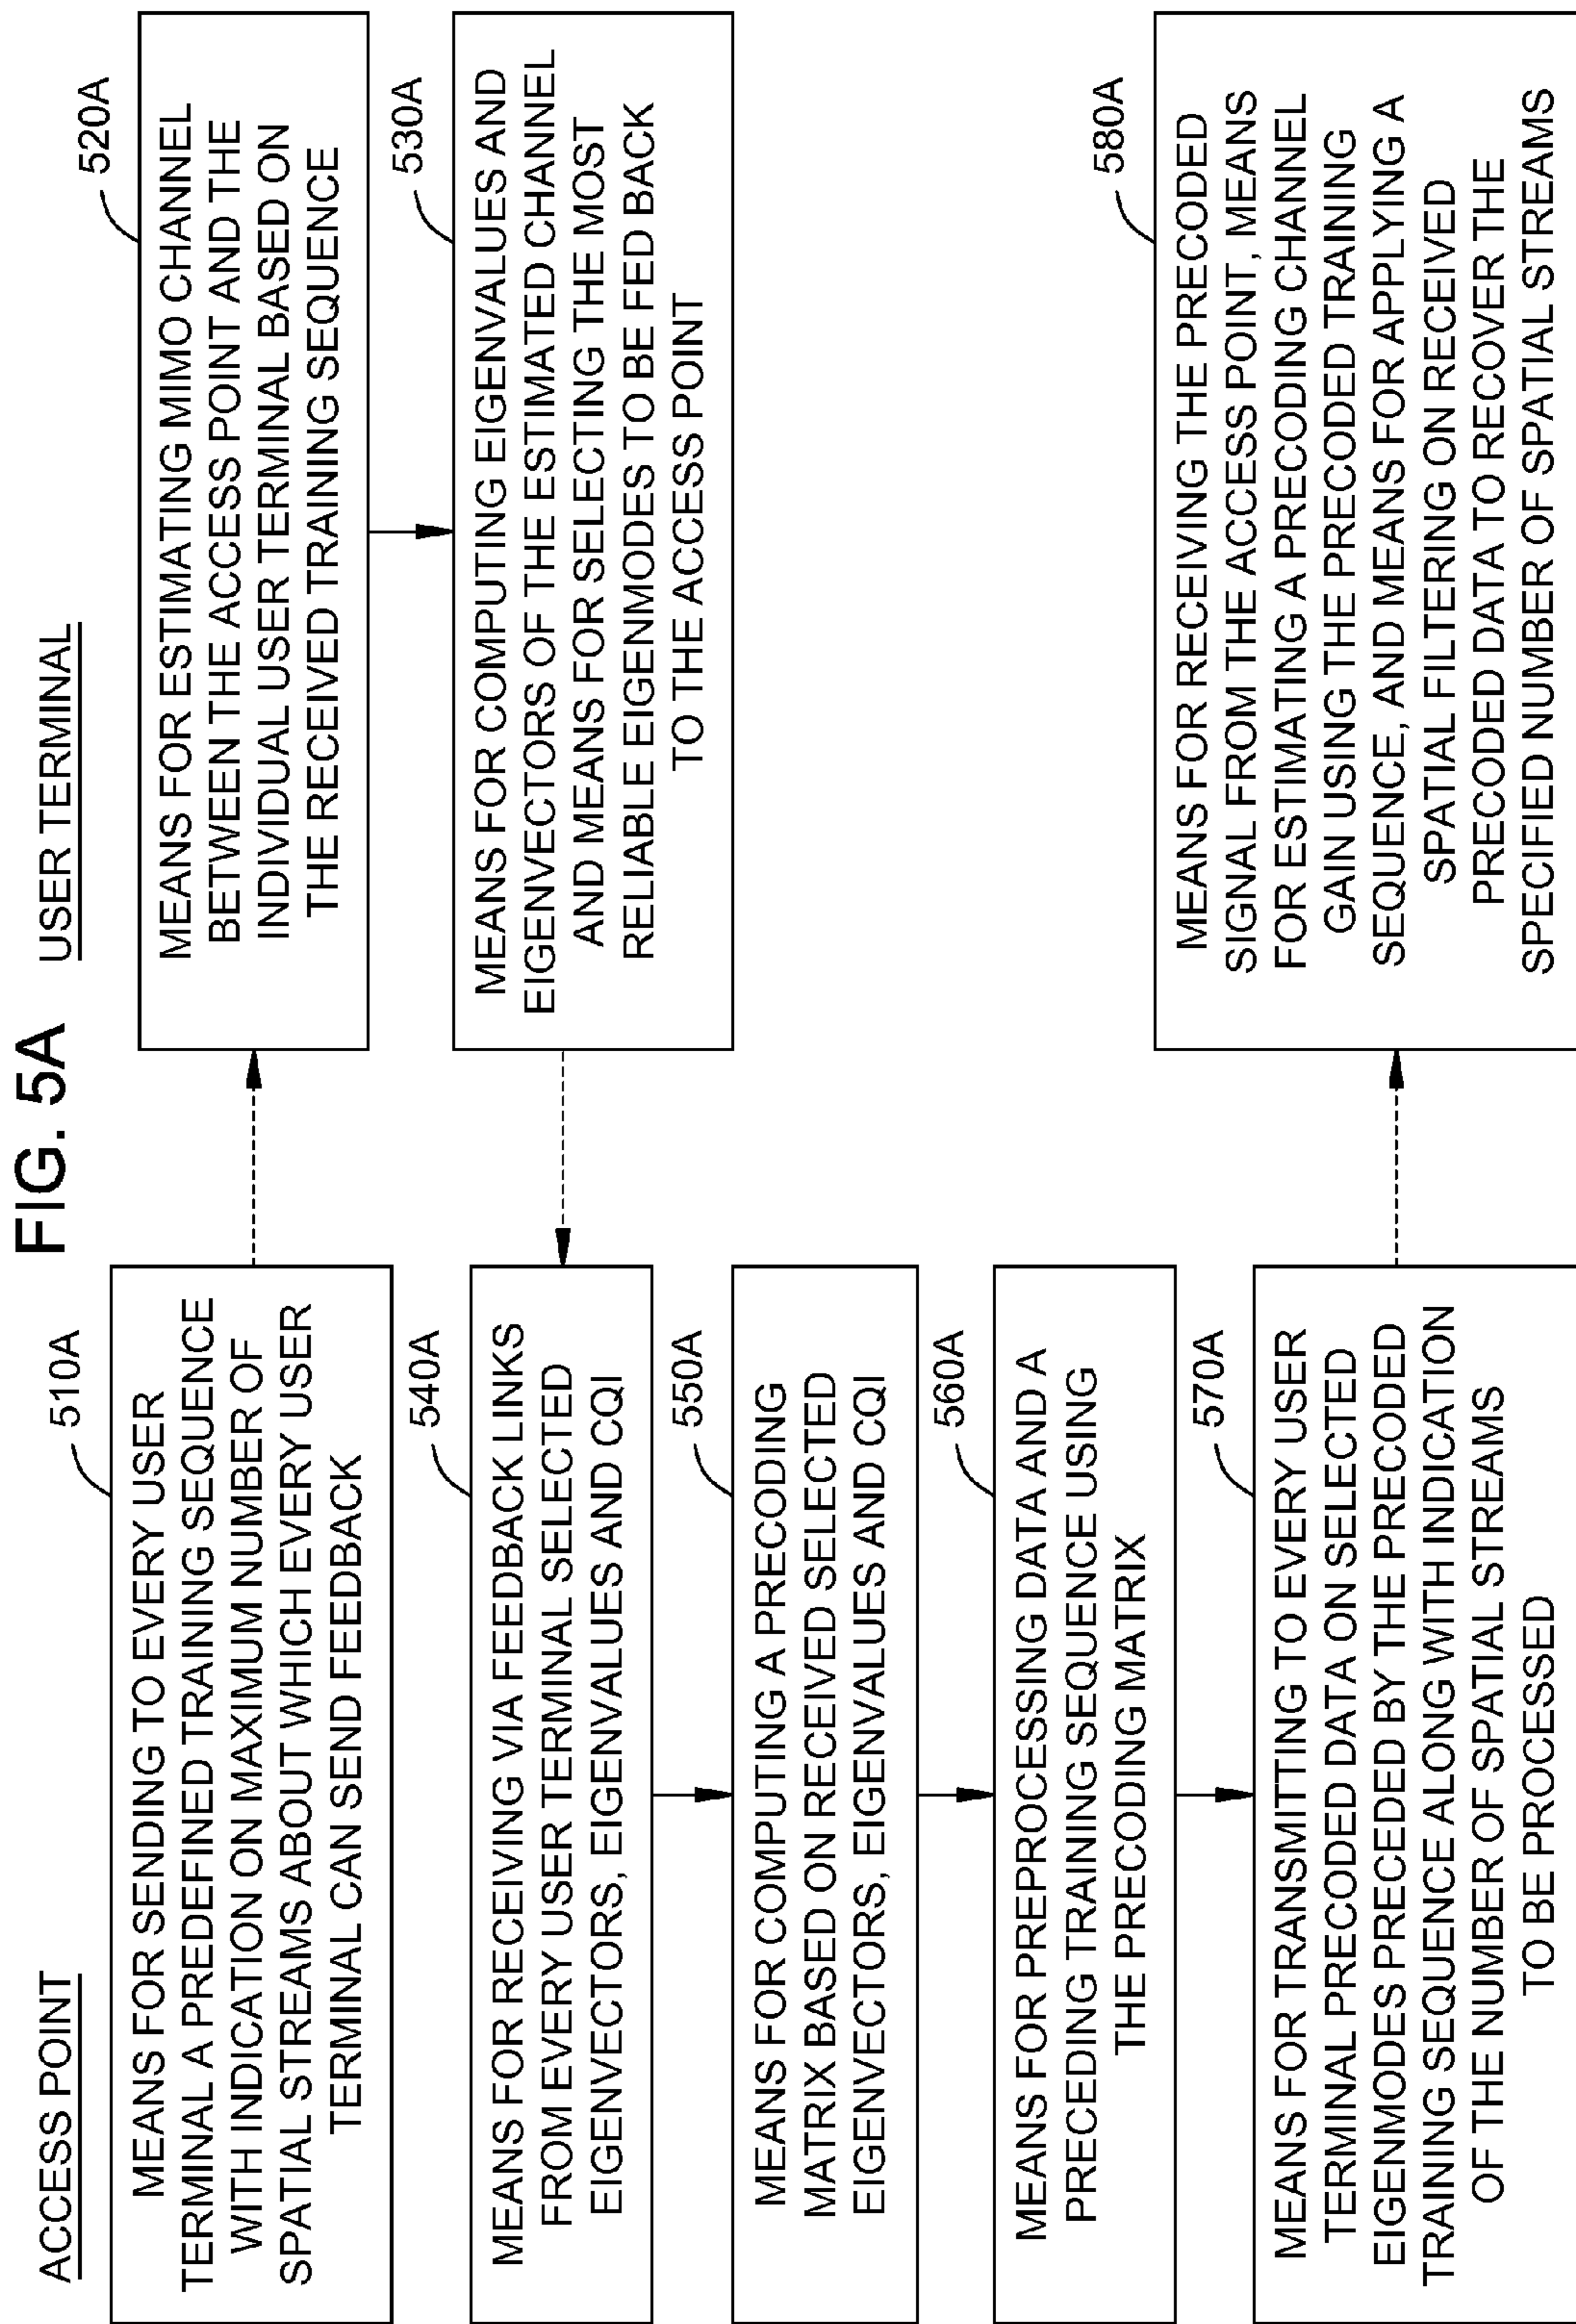 FIG. 5A
ACCESS POINT
USER TERMINAL
510A
MEANS FOR SENDING TO EVERY USER
TERMINAL A PREDEFINED TRAINING SEQUENCE
WITH INDICATION ON MAXIMUM NUMBER OF
SPATIAL STREAMS ABOUT WHICH EVERY USER
TERMINAL CAN SEND FEEDBACK
520A
MEANS FOR ESTIMATING MIMO CHANNEL
BETWEEN THE ACCESS POINT AND THE
INDIVIDUAL USER TERMINAL BASED ON
THE RECEIVED TRAINING SEQUENCE
530A
MEANS FOR COMPUTING EIGENVALUES AND
EIGENVECTORS OF THE ESTIMATED CHANNEL
AND MEANS FOR SELECTING THE MOST
RELIABLE EIGENMODES TO BE FED BACK
TO THE ACCESS POINT
540A
MEANS FOR RECEIVING VIA FEEDBACK LINKS
FROM EVERY USER TERMINAL SELECTED
EIGENVECTORS, EIGENVALUES AND CQI
550A
MEANS FOR COMPUTING A PRECODING
MATRIX BASED ON RECEIVED SELECTED
EIGENVECTORS, EIGENVALUES AND CQI
560A
MEANS FOR PREPROCESSING DATA AND A
PRECEDING TRAINING SEQUENCE USING
THE PRECODING MATRIX
570A
MEANS FOR TRANSMITTING TO EVERY USER
TERMINAL PRECODED DATA ON SELECTED
EIGENMODES PRECEDED BY THE PRECODED
TRAINING SEQUENCE ALONG WITH INDICATION
OF THE NUMBER OF SPATIAL STREAMS
TO BE PROCESSED
580A
MEANS FOR RECEIVING THE PRECODED
SIGNAL FROM THE ACCESS POINT, MEANS
FOR ESTIMATING A PRECODING CHANNEL
GAIN USING THE PRECODED TRAINING
SEQUENCE, AND MEANS FOR APPLYING A
SPATIAL FILTERING ON RECEIVED
PRECODED DATA TO RECOVER THE
SPECIFIED NUMBER OF SPATIAL STREAMS